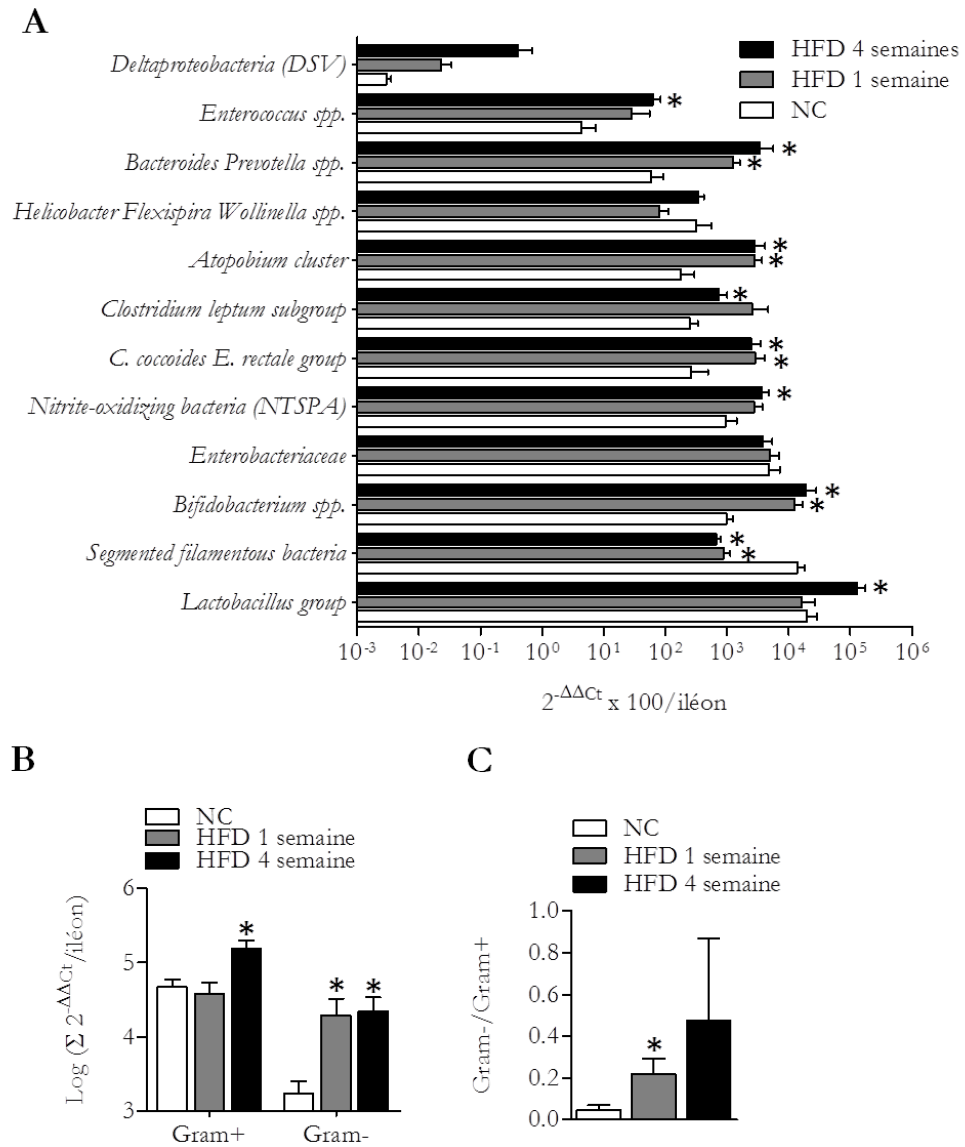 A
HFD 4 semaines
HFD 1 semaine
NC
Deltaproteobacteria (DSV)
Enterococcus spp.
*
Bacteroides Prevotella spp.
*
*
Helicobacter Flexispira Wollinella spp.
Atopobium cluster
*
*
Clostridium leptum subgroup
*
C. coccoides E. rectale group
*
*
Nitrite-oxidizing bacteria (NTSPA)
*
Enterobacteriaceae
Bifidobacterium spp.
*
*
Segmented filamentous bacteria
*
*
Lactobacillus group
*
10⁻³ 10⁻² 10⁻¹ 10⁰ 10¹ 10² 10³ 10⁴ 10⁵ 10⁶
2^-ΔΔCt x 100/iléon
B
NC
HFD 1 semaine
HFD 4 semaine
Log (Σ 2^-ΔΔCt/iléon)
6
5
4
3
*
* *
Gram+ Gram-
C
NC
HFD 1 semaine
HFD 4 semaine
Gram-/Gram+
1.0
0.8
0.6
0.4
0.2
0.0
*